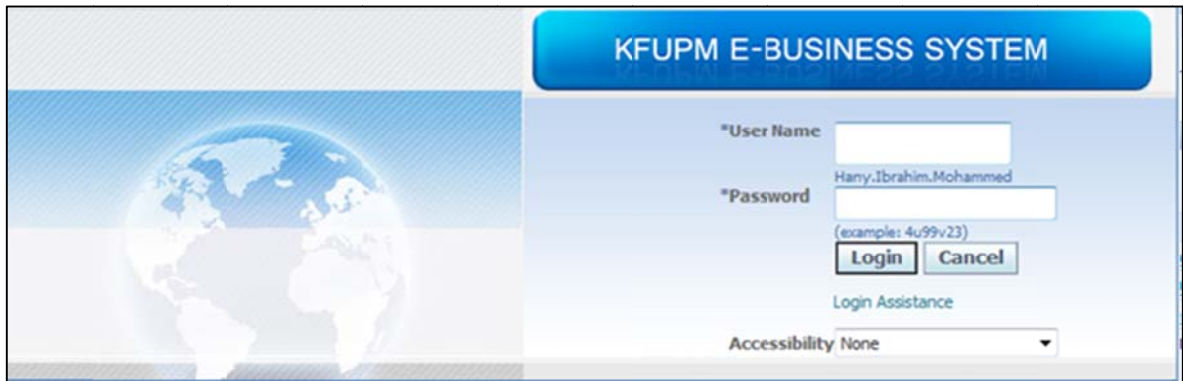 KFUPM E-BUSINESS SYSTEM
*User Name
Hany.Ibrahim.Mohammed
*Password
(example: 4u99v23)
Login Cancel
Login Assistance
Accessibility None